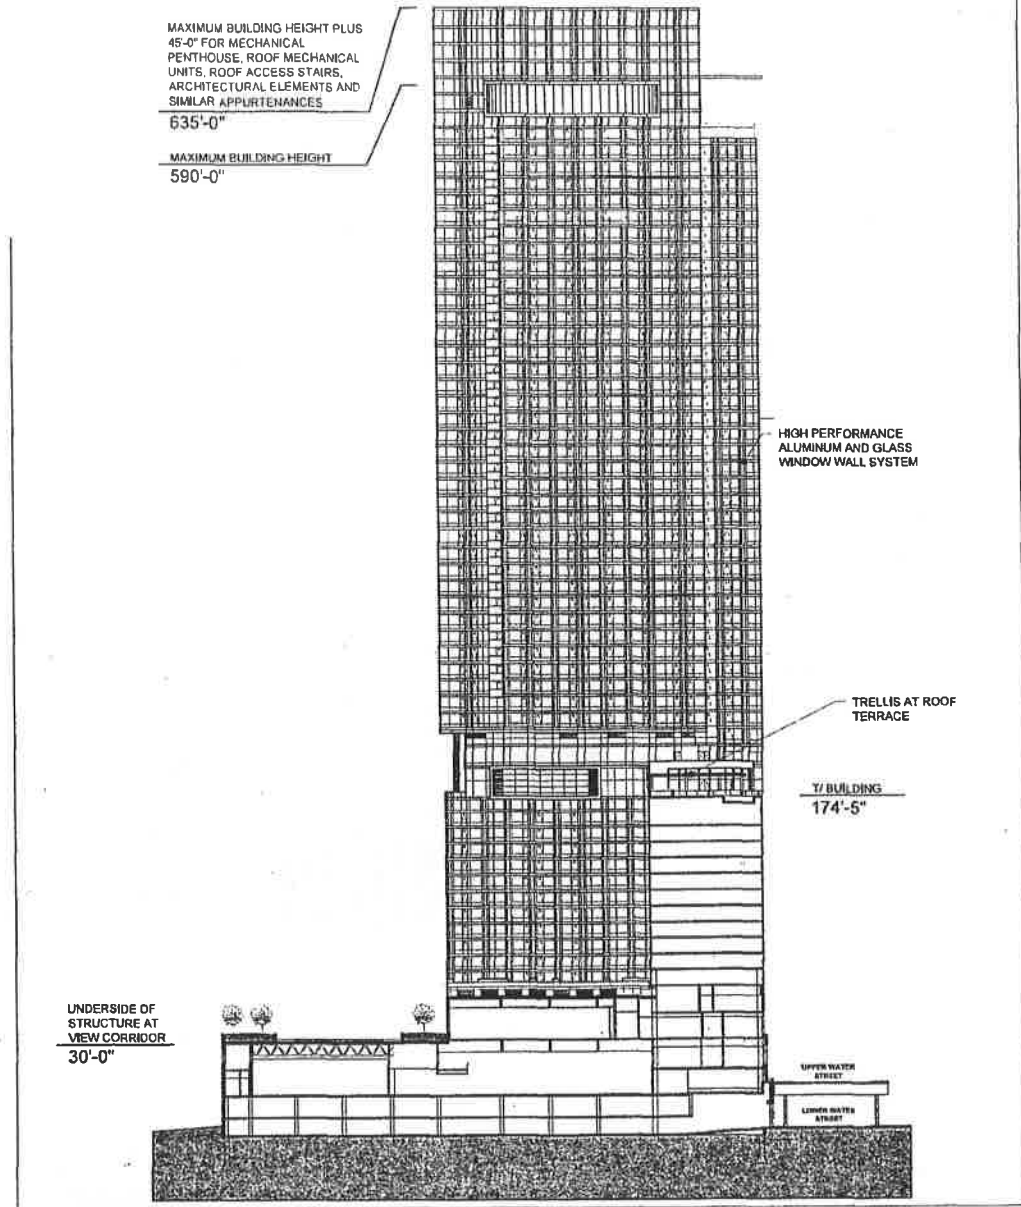 MAXIMUM BUILDING HEIGHT PLUS
45'-0" FOR MECHANICAL
PENTHOUSE, ROOF MECHANICAL
UNITS, ROOF ACCESS STAIRS,
ARCHITECTURAL ELEMENTS AND
SIMILAR APPURTENANCES
635'-0"
MAXIMUM BUILDING HEIGHT
590'-0"
HIGH PERFORMANCE
ALUMINUM AND GLASS
WINDOW WALL SYSTEM
TRELLIS AT ROOF
TERRACE
T/ BUILDING
174'-5"
UNDERSIDE OF
STRUCTURE AT
VIEW CORRIDOR
30'-0"
UPPER WATER
STREET
LOWER WATER
STREET